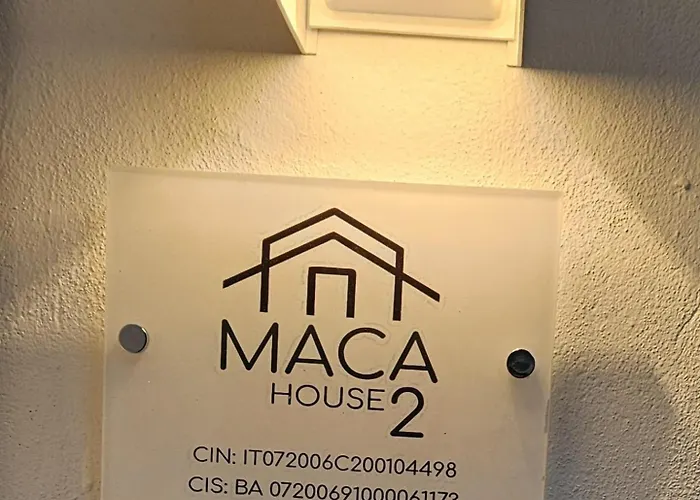 MACA
HOUSE 2
CIN: IT072006C200104498
CIS: BA